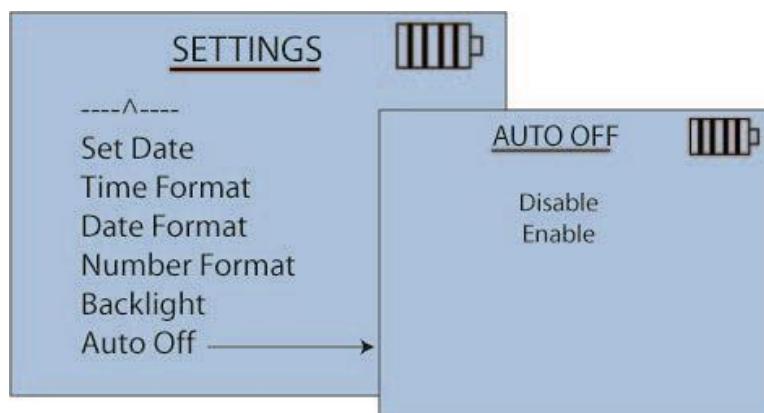 SETTINGS
----^----
Set Date
Time Format
Date Format
Number Format
Backlight
Auto Off
AUTO OFF
Disable
Enable